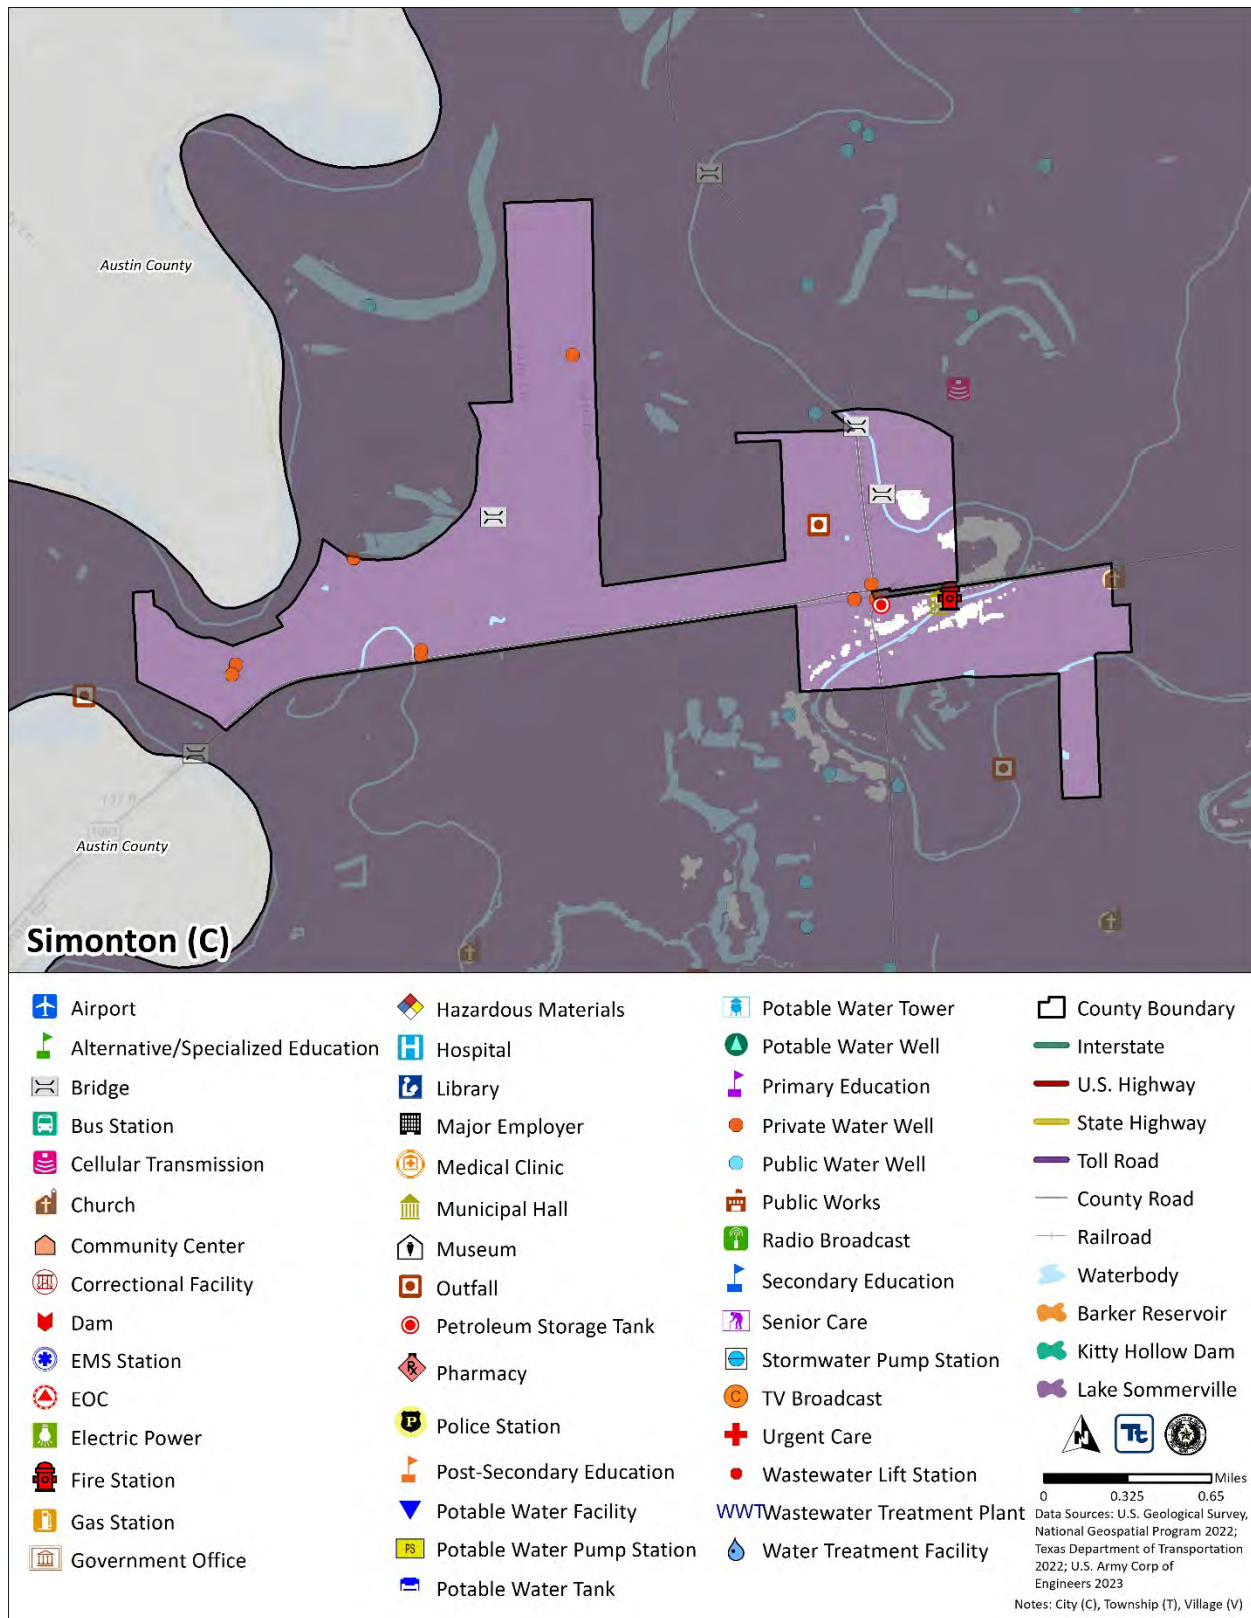 Austin County
1093
Austin County
Simonton (C)
Airport
Alternative/Specialized Education
Bridge
Bus Station
Cellular Transmission
Church
Community Center
Correctional Facility
Dam
EMS Station
EOC
Electric Power
Fire Station
Gas Station
Government Office
Hazardous Materials
H Hospital
Library
Major Employer
Medical Clinic
Municipal Hall
Museum
Outfall
Petroleum Storage Tank
Rx Pharmacy
P Police Station
Post-Secondary Education
Potable Water Facility
PS Potable Water Pump Station
Potable Water Tank
Potable Water Tower
Potable Water Well
Primary Education
Private Water Well
Public Water Well
Public Works
Radio Broadcast
Secondary Education
Senior Care
Stormwater Pump Station
C TV Broadcast
Urgent Care
Wastewater Lift Station
WWT Wastewater Treatment Plant
Water Treatment Facility
County Boundary
Interstate
U.S. Highway
State Highway
Toll Road
County Road
Railroad
Waterbody
Barker Reservoir
Kitty Hollow Dam
Lake Sommerville
N Tt
Miles
0 0.325 0.65
Data Sources: U.S. Geological Survey,
National Geospatial Program 2022;
Texas Department of Transportation
2022; U.S. Army Corp of
Engineers 2023
Notes: City (C), Township (T), Village (V)